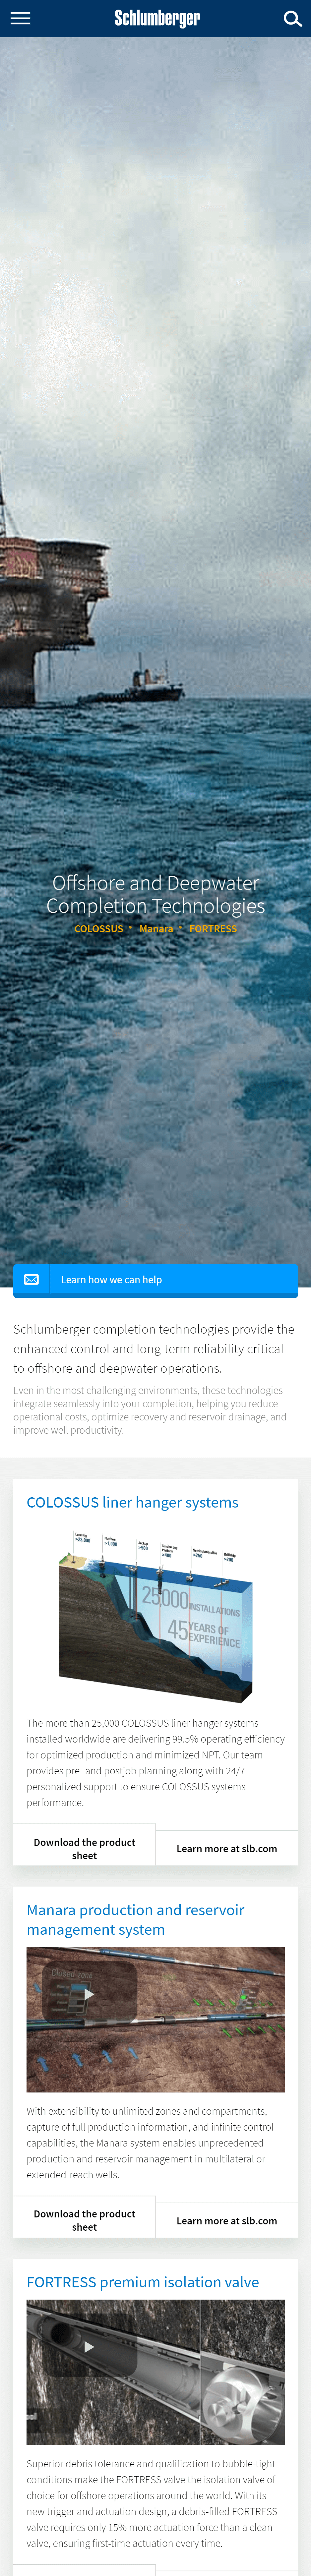 Schlumberger
Offshore and Deepwater
Completion Technologies
COLOSSUS • Manara • FORTRESS
Learn how we can help
Schlumberger completion technologies provide the
enhanced control and long-term reliability critical
to offshore and deepwater operations.
Even in the most challenging environments, these technologies
integrate seamlessly into your completion, helping you reduce
operational costs, optimize recovery and reservoir drainage, and
improve well productivity.
COLOSSUS liner hanger systems
25,000 INSTALLATIONS
45 YEARS OF
EXPERIENCE
The more than 25,000 COLOSSUS liner hanger systems
installed worldwide are delivering 99.5% operating efficiency
for optimized production and minimized NPT. Our team
provides pre- and postjob planning along with 24/7
personalized support to ensure COLOSSUS systems
performance.
Download the product
sheet
Learn more at slb.com
Manara production and reservoir
management system
With extensibility to unlimited zones and compartments,
capture of full production information, and infinite control
capabilities, the Manara system enables unprecedented
production and reservoir management in multilateral or
extended-reach wells.
Download the product
sheet
Learn more at slb.com
FORTRESS premium isolation valve
Superior debris tolerance and qualification to bubble-tight
conditions make the FORTRESS valve the isolation valve of
choice for offshore operations around the world. With its
new trigger and actuation design, a debris-filled FORTRESS
valve requires only 15% more actuation force than a clean
valve, ensuring first-time actuation every time.